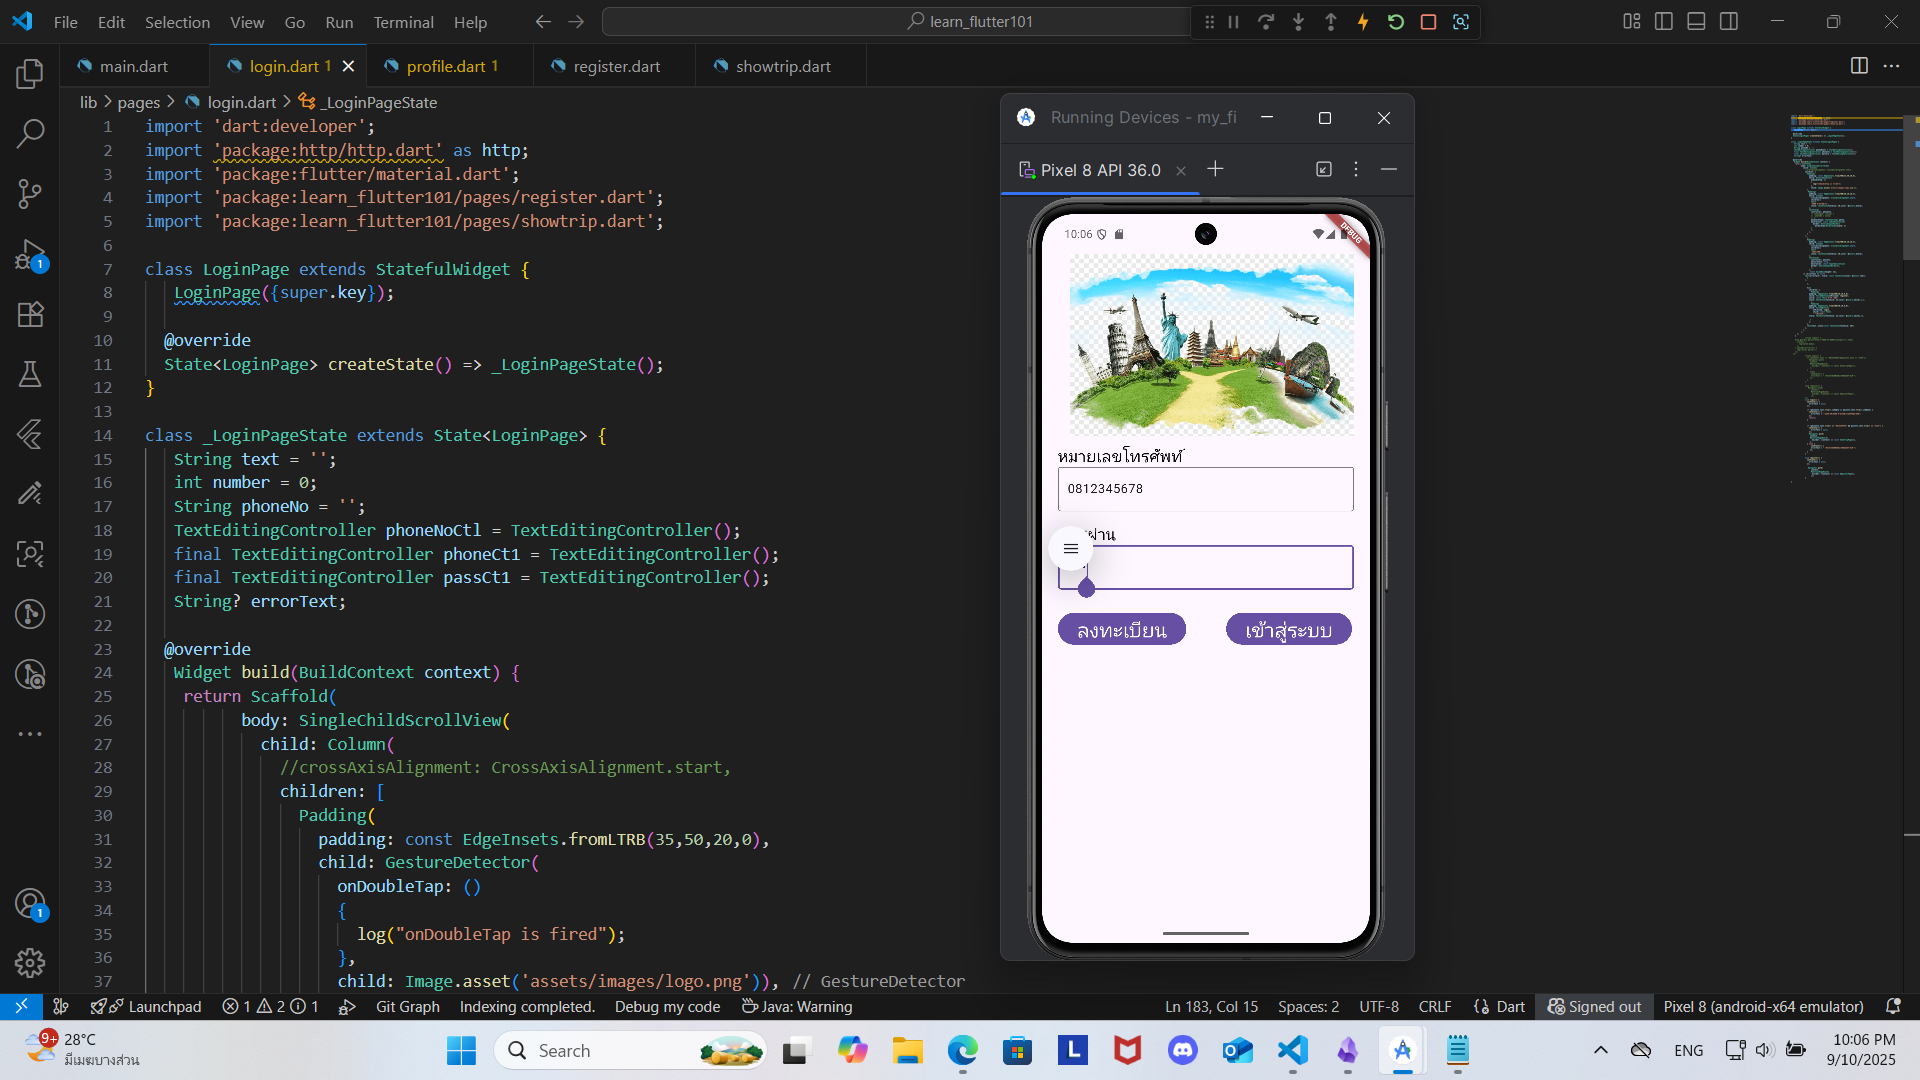 File Edit Selection View Go Run Terminal Help
learn_flutter101
main.dart
login.dart 1
profile.dart 1
register.dart
showtrip.dart
lib > pages > login.dart > _LoginPageState
1 import 'dart:developer';
2 import 'package:http/http.dart' as http;
3 import 'package:flutter/material.dart';
4 import 'package:learn_flutter101/pages/register.dart';
5 import 'package:learn_flutter101/pages/showtrip.dart';
6
7 class LoginPage extends StatefulWidget {
8 LoginPage({super.key});
9
10 @override
11 State<LoginPage> createState() => _LoginPageState();
12 }
13
14 class _LoginPageState extends State<LoginPage> {
15 String text = '';
16 int number = 0;
17 String phoneNo = '';
18 TextEditingController phoneNoCtl = TextEditingController();
19 final TextEditingController phoneCt1 = TextEditingController();
20 final TextEditingController passCt1 = TextEditingController();
21 String? errorText;
22
23 @override
24 Widget build(BuildContext context) {
25 return Scaffold(
26 body: SingleChildScrollView(
27 child: Column(
28 //crossAxisAlignment: CrossAxisAlignment.start,
29 children: [
30 Padding(
31 padding: const EdgeInsets.fromLTRB(35,50,20,0),
32 child: GestureDetector(
33 onDoubleTap: ()
34 {
35 log("onDoubleTap is fired");
36 },
37 child: Image.asset('assets/images/logo.png')), // GestureDetector
Running Devices - my_fi
Pixel 8 API 36.0
10:06
DEBUG
หมายเลขโทรศัพท์
0812345678
ผ่าน
ลงทะเบียน
เข้าสู่ระบบ
1
1
Launchpad 1 2 1 Git Graph Indexing completed. Debug my code Java: Warning
Ln 183, Col 15 Spaces: 2 UTF-8 CRLF Dart Signed out Pixel 8 (android-x64 emulator)
9+
28°C
มีเมฆบางส่วน
Search
ENG
10:06 PM
9/10/2025